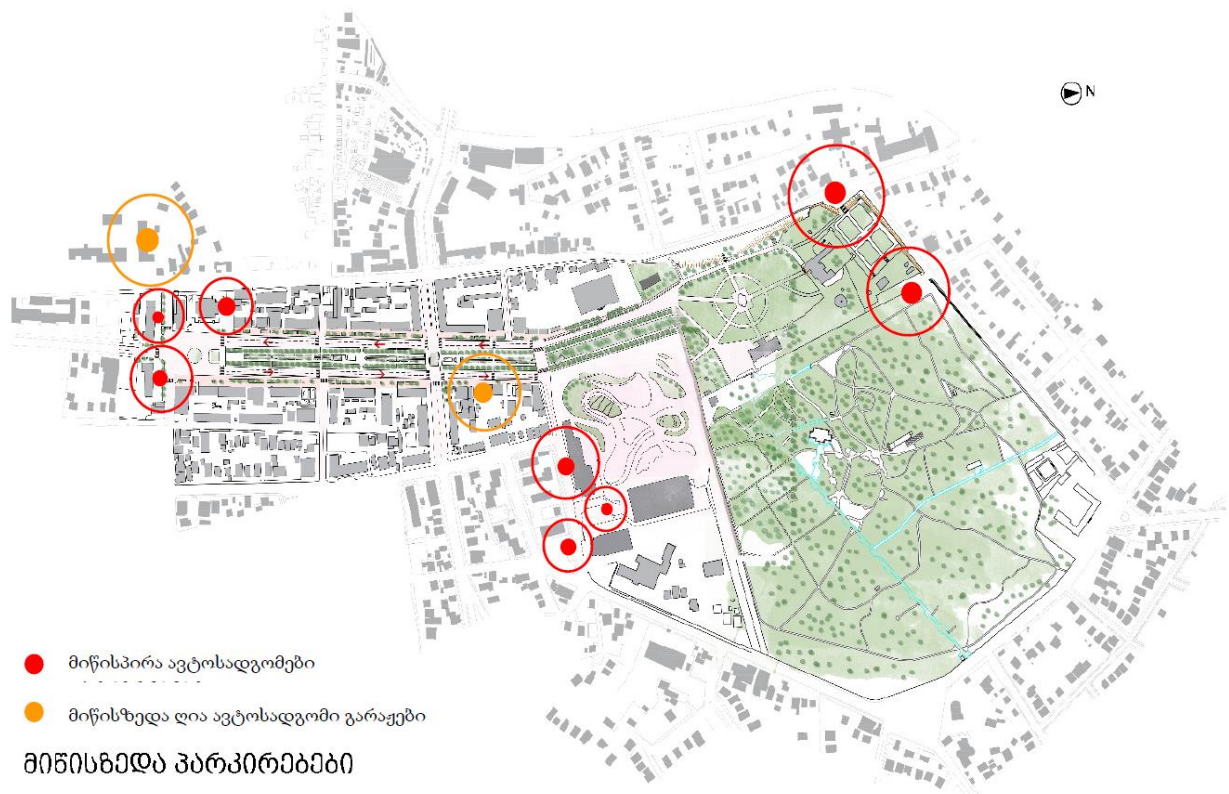 N
მიწისპირა ავტოსადგომები
მიწისზედა ღია ავტოსადგომი გარაჟები
მიწისზედა პარკირებები